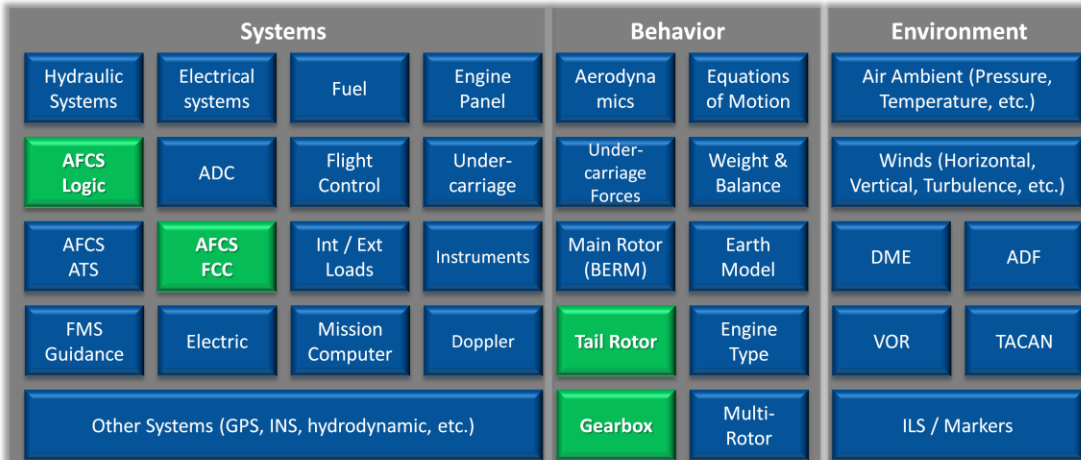 Systems
Hydraulic
Systems
Electrical
systems
Fuel
Engine
Panel
AFCS
Logic
ADC
Flight
Control
Under-
carriage
AFCS
ATS
AFCS
FCC
Int / Ext
Loads
Instruments
FMS
Guidance
Electric
Mission
Computer
Doppler
Other Systems (GPS, INS, hydrodynamic, etc.)
Behavior
Aerodyna
mics
Equations
of Motion
Under-
carriage
Forces
Weight &
Balance
Main Rotor
(BERM)
Earth
Model
Tail Rotor
Engine
Type
Gearbox
Multi-
Rotor
Environment
Air Ambient (Pressure,
Temperature, etc.)
Winds (Horizontal,
Vertical, Turbulence, etc.)
DME
ADF
VOR
TACAN
ILS / Markers